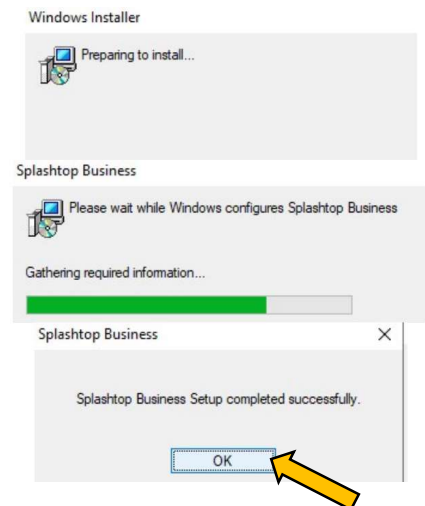 Windows Installer
Preparing to install...
Splashtop Business
Please wait while Windows configures Splashtop Business
Gathering required information...
Splashtop Business
Splashtop Business Setup completed successfully.
OK